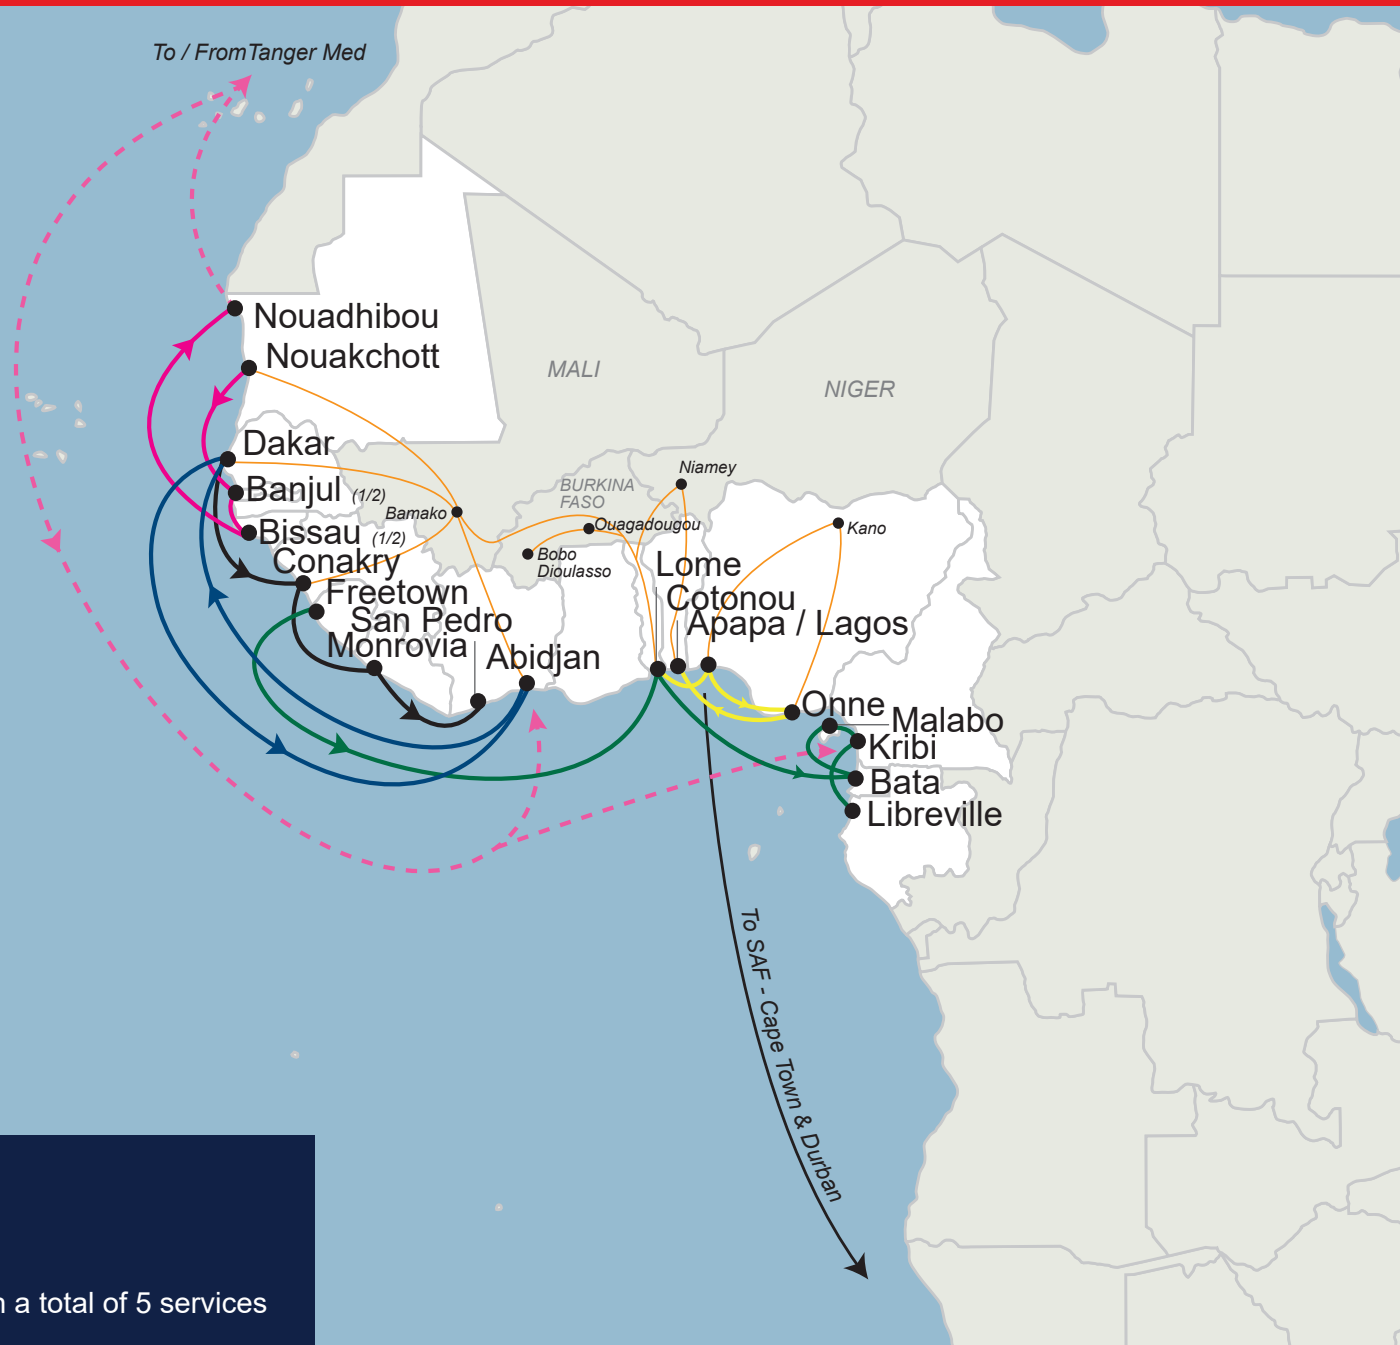 To / FromTanger Med
Nouadhibou
Nouakchott
MALI
NIGER
Dakar
Niamey
BURKINA
FASO
Banjul (1/2)
Bamako
Ouagadougou
Kano
Bissau (1/2)
Bobo
Dioulasso
Conakry
Lome
Freetown
Cotonou
San Pedro
Apapa / Lagos
Monrovia
Abidjan
Onne
Malabo
Kribi
Bata
Libreville
To SAF - Cape Town & Durban
a total of 5 services